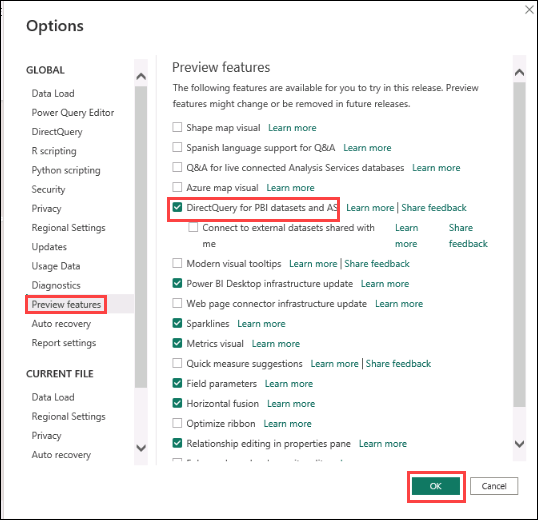 Options
GLOBAL
Data Load
Power Query Editor
DirectQuery
R scripting
Python scripting
Security
Privacy
Regional Settings
Updates
Usage Data
Diagnostics
Preview features
Auto recovery
Report settings
CURRENT FILE
Data Load
Regional Settings
Privacy
Auto recovery
Preview features
The following features are available for you to try in this release. Preview
features might change or be removed in future releases.
Shape map visual Learn more
Spanish language support for Q&A Learn more
Q&A for live connected Analysis Services databases Learn more
Azure map visual Learn more
DirectQuery for PBI datasets and AS Learn more | Share feedback
Connect to external datasets shared with Learn Share
me more feedback
Modern visual tooltips Learn more | Share feedback
Power BI Desktop infrastructure update Learn more
Web page connector infrastructure update Learn more
Sparklines Learn more
Metrics visual Learn more
Quick measure suggestions Learn more | Share feedback
Field parameters Learn more
Horizontal fusion Learn more
Optimize ribbon Learn more
Relationship editing in properties pane Learn more
OK
Cancel